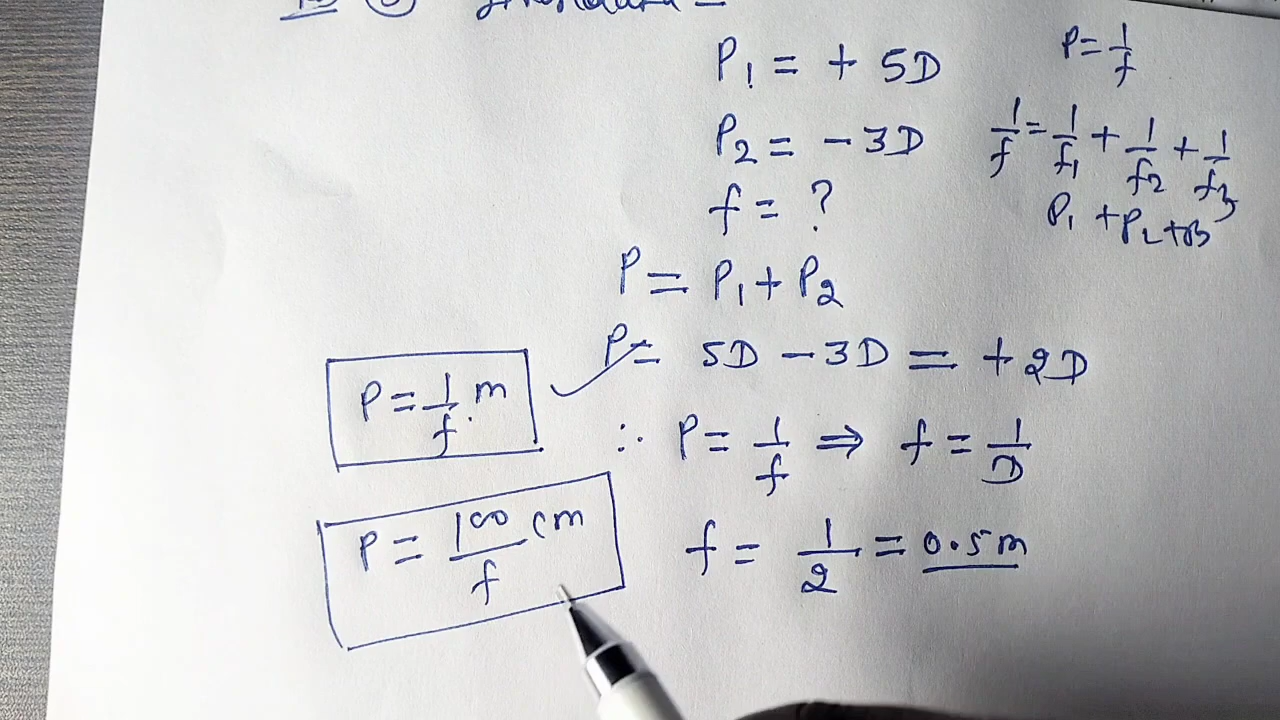 P₁ = + 5D
P = 1/f
P₂ = - 3D
1/f = 1/f₁ + 1/f₂ + 1/f₃
f = ?
P₁ + P₂ + P₃
P = P₁ + P₂
P = 5D - 3D = + 2D
P = 1/f m
∴ P = 1/f ⇒ f = 1/D
P = 100/f cm
f = 1/2 = 0.5m